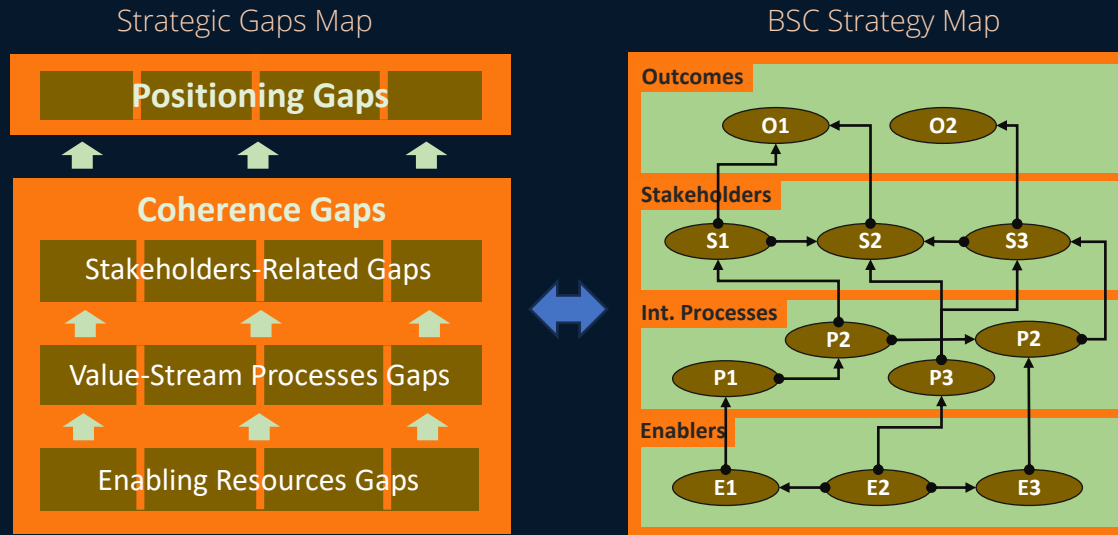 Strategic Gaps Map
Positioning Gaps
Coherence Gaps
Stakeholders-Related Gaps
Value-Stream Processes Gaps
Enabling Resources Gaps
BSC Strategy Map
Outcomes
O1 O2
Stakeholders
S1 S2 S3
Int. Processes
P2 P2
P1 P3
Enablers
E1 E2 E3